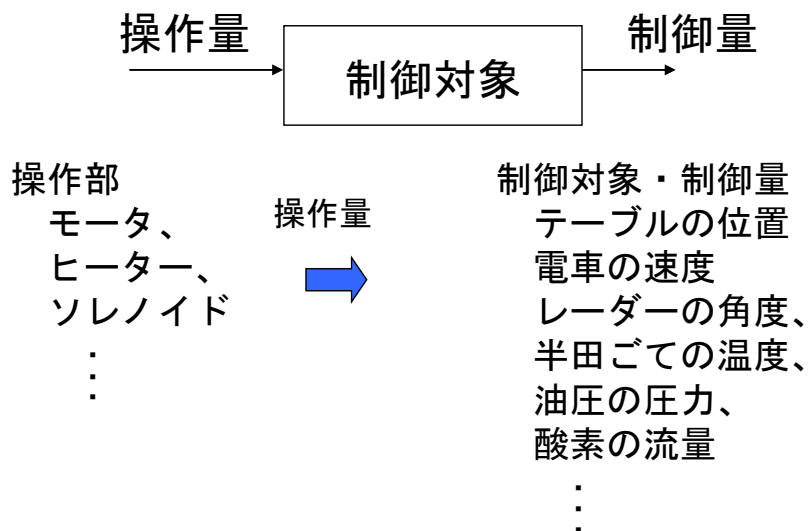 操作量
制御対象
制御量
操作部
モータ、
ヒーター、
ソレノイド
・
・
・
操作量
制御対象・制御量
テーブルの位置
電車の速度
レーダーの角度、
半田ごての温度、
油圧の圧力、
酸素の流量
・
・
・